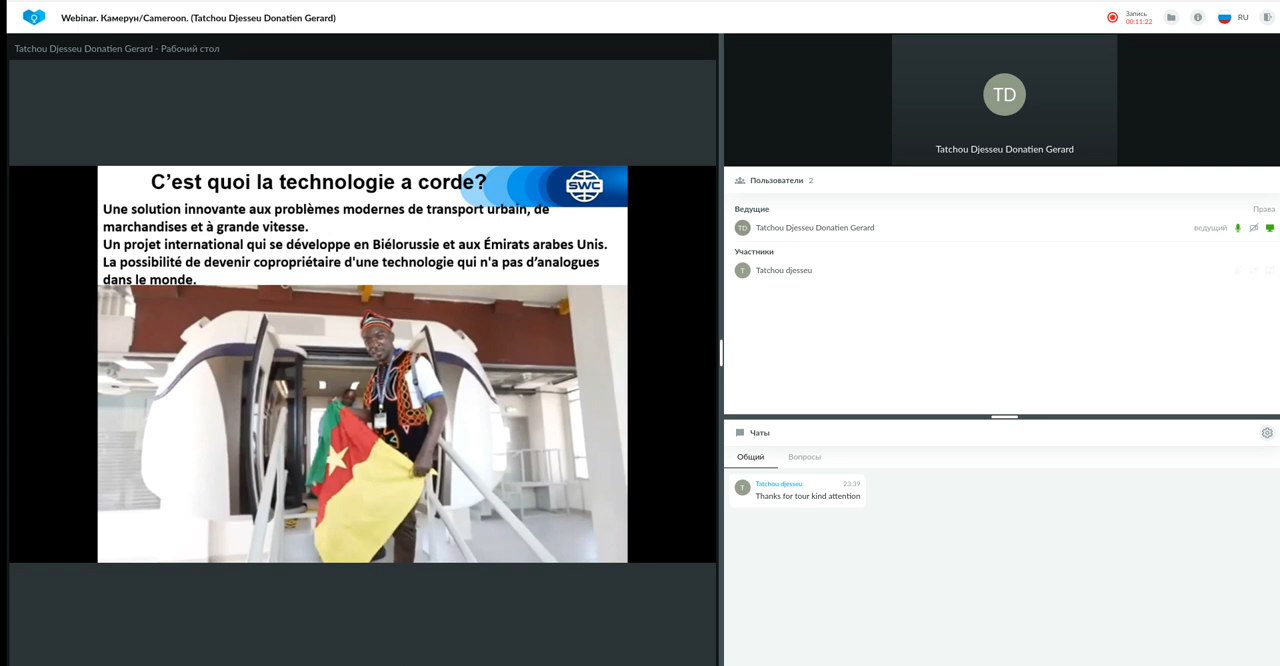 Webinar. Камерун/Cameroon. (Tatchou Djesseu Donatien Gerard)
Запись
00:11:22
RU
Tatchou Djesseu Donatien Gerard - Рабочий стол
C’est quoi la technologie a corde?
SWC
Une solution innovante aux problèmes modernes de transport urbain, de
marchandises et à grande vitesse.
Un projet international qui se développe en Biélorussie et aux Émirats arabes Unis.
La possibilité de devenir copropriétaire d'une technologie qui n'a pas d’analogues
dans le monde.
TD
Tatchou Djesseu Donatien Gerard
Пользователи 2
Ведущие Права
TD Tatchou Djesseu Donatien Gerard ведущий
Участники
T Tatchou djesseu
Чаты
Общий Вопросы
T Tatchou djesseu 23:39
Thanks for tour kind attention